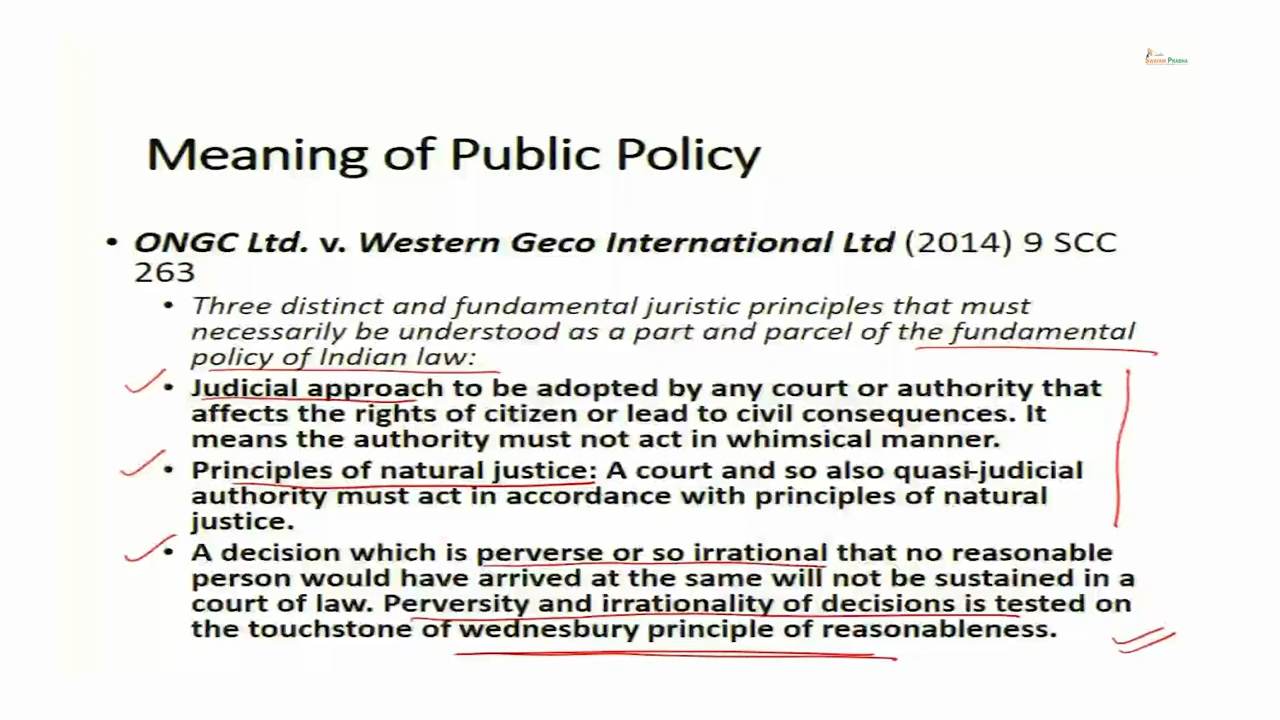 SWAYAM PRABHA
Meaning of Public Policy
• ONGC Ltd. v. Western Geco International Ltd (2014) 9 SCC
263
• Three distinct and fundamental juristic principles that must
necessarily be understood as a part and parcel of the fundamental
policy of Indian law:
• Judicial approach to be adopted by any court or authority that
affects the rights of citizen or lead to civil consequences. It
means the authority must not act in whimsical manner.
• Principles of natural justice: A court and so also quasi-judicial
authority must act in accordance with principles of natural
justice.
• A decision which is perverse or so irrational that no reasonable
person would have arrived at the same will not be sustained in a
court of law. Perversity and irrationality of decisions is tested on
the touchstone of wednesbury principle of reasonableness.